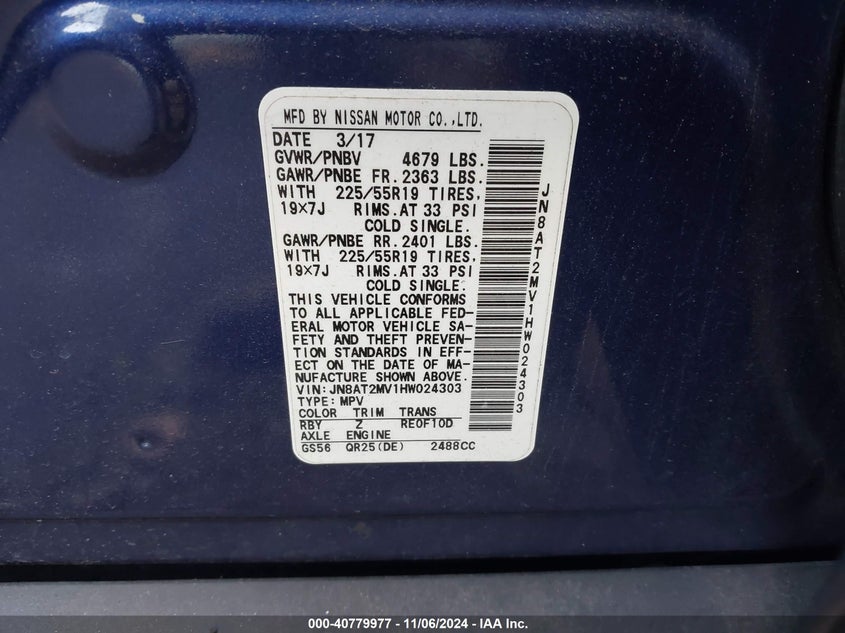 MFD BY NISSAN MOTOR CO.,LTD.
DATE 3/17
GVWR/PNBV 4679 LBS.
GAWR/PNBE FR. 2363 LBS.
WITH 225/55R19 TIRES,
19×7J RIMS. AT 33 PSI
COLD SINGLE.
GAWR/PNBE RR. 2401 LBS.
WITH 225/55R19 TIRES,
19×7J RIMS. AT 33 PSI
COLD SINGLE.
THIS VEHICLE CONFORMS
TO ALL APPLICABLE FED-
ERAL MOTOR VEHICLE SA-
FETY AND THEFT PREVEN-
TION STANDARDS IN EFF-
ECT ON THE DATE OF MA-
NUFACTURE SHOWN ABOVE.
VIN: JN8AT2MV1HW024303
TYPE: MPV
COLOR TRIM TRANS
RBY Z RE0F10D
AXLE ENGINE
GS56 QR25(DE) 2488CC
JN8AT2MV1HW024303
000-40779977 - 11/06/2024 - IAA Inc.